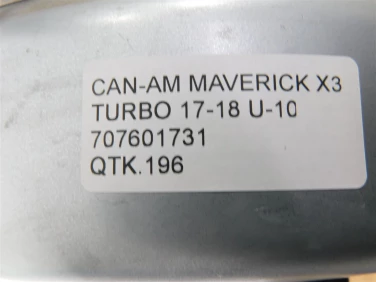 CAN-AM MAVERICK X3
TURBO 17-18 U-10
707601731
QTK.196